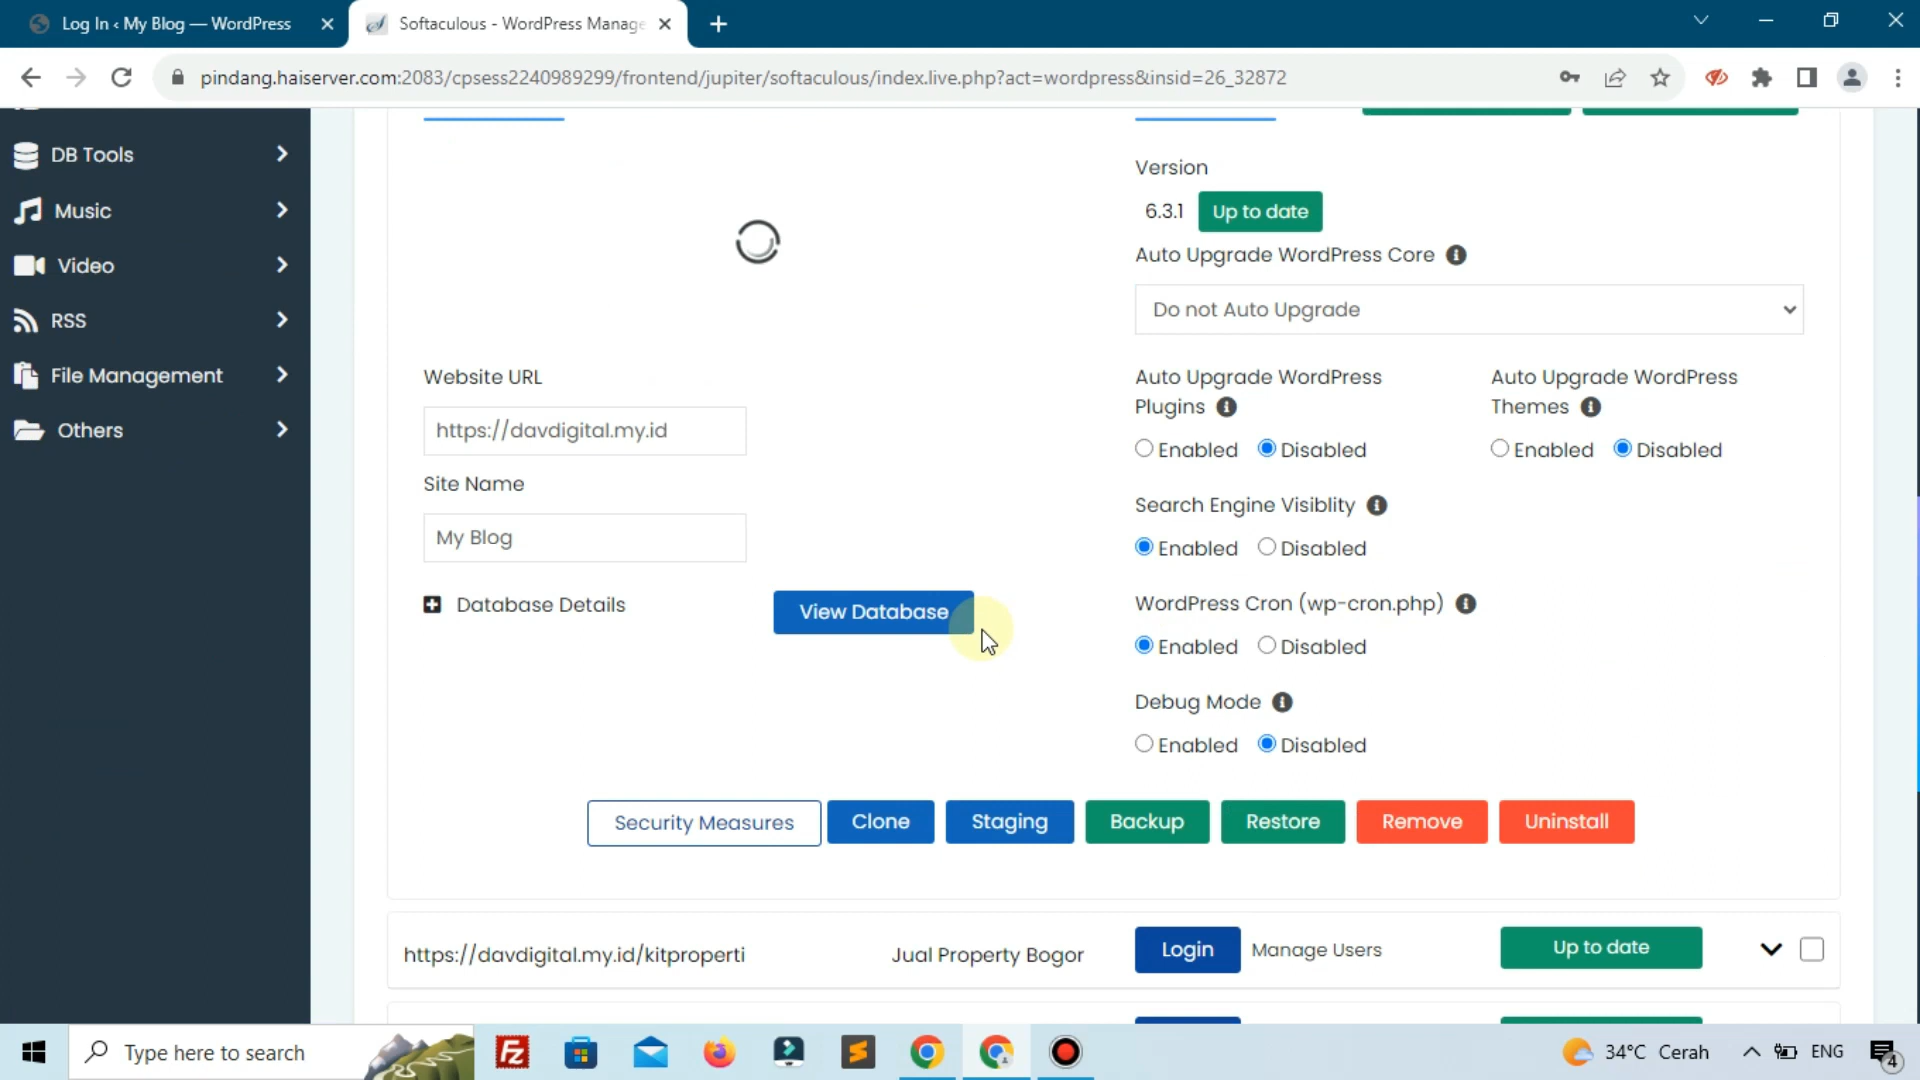 Log In ‹ My Blog — WordPress
Softaculous - WordPress Manage
pindang.haiserver.com:2083/cpsess2240989299/frontend/jupiter/softaculous/index.live.php?act=wordpress&insid=26_32872
DB Tools
Music
Video
RSS
File Management
Others
Website URL
https://davdigital.my.id
Site Name
My Blog
Database Details
View Database
Version
6.3.1 Up to date
Auto Upgrade WordPress Core
Do not Auto Upgrade
Auto Upgrade WordPress
Plugins
Enabled Disabled
Auto Upgrade WordPress
Themes
Enabled Disabled
Search Engine Visiblity
Enabled Disabled
WordPress Cron (wp-cron.php)
Enabled Disabled
Debug Mode
Enabled Disabled
Security Measures Clone Staging Backup Restore Remove Uninstall
https://davdigital.my.id/kitproperti Jual Property Bogor Login Manage Users Up to date
Type here to search
34°C Cerah
ENG
4